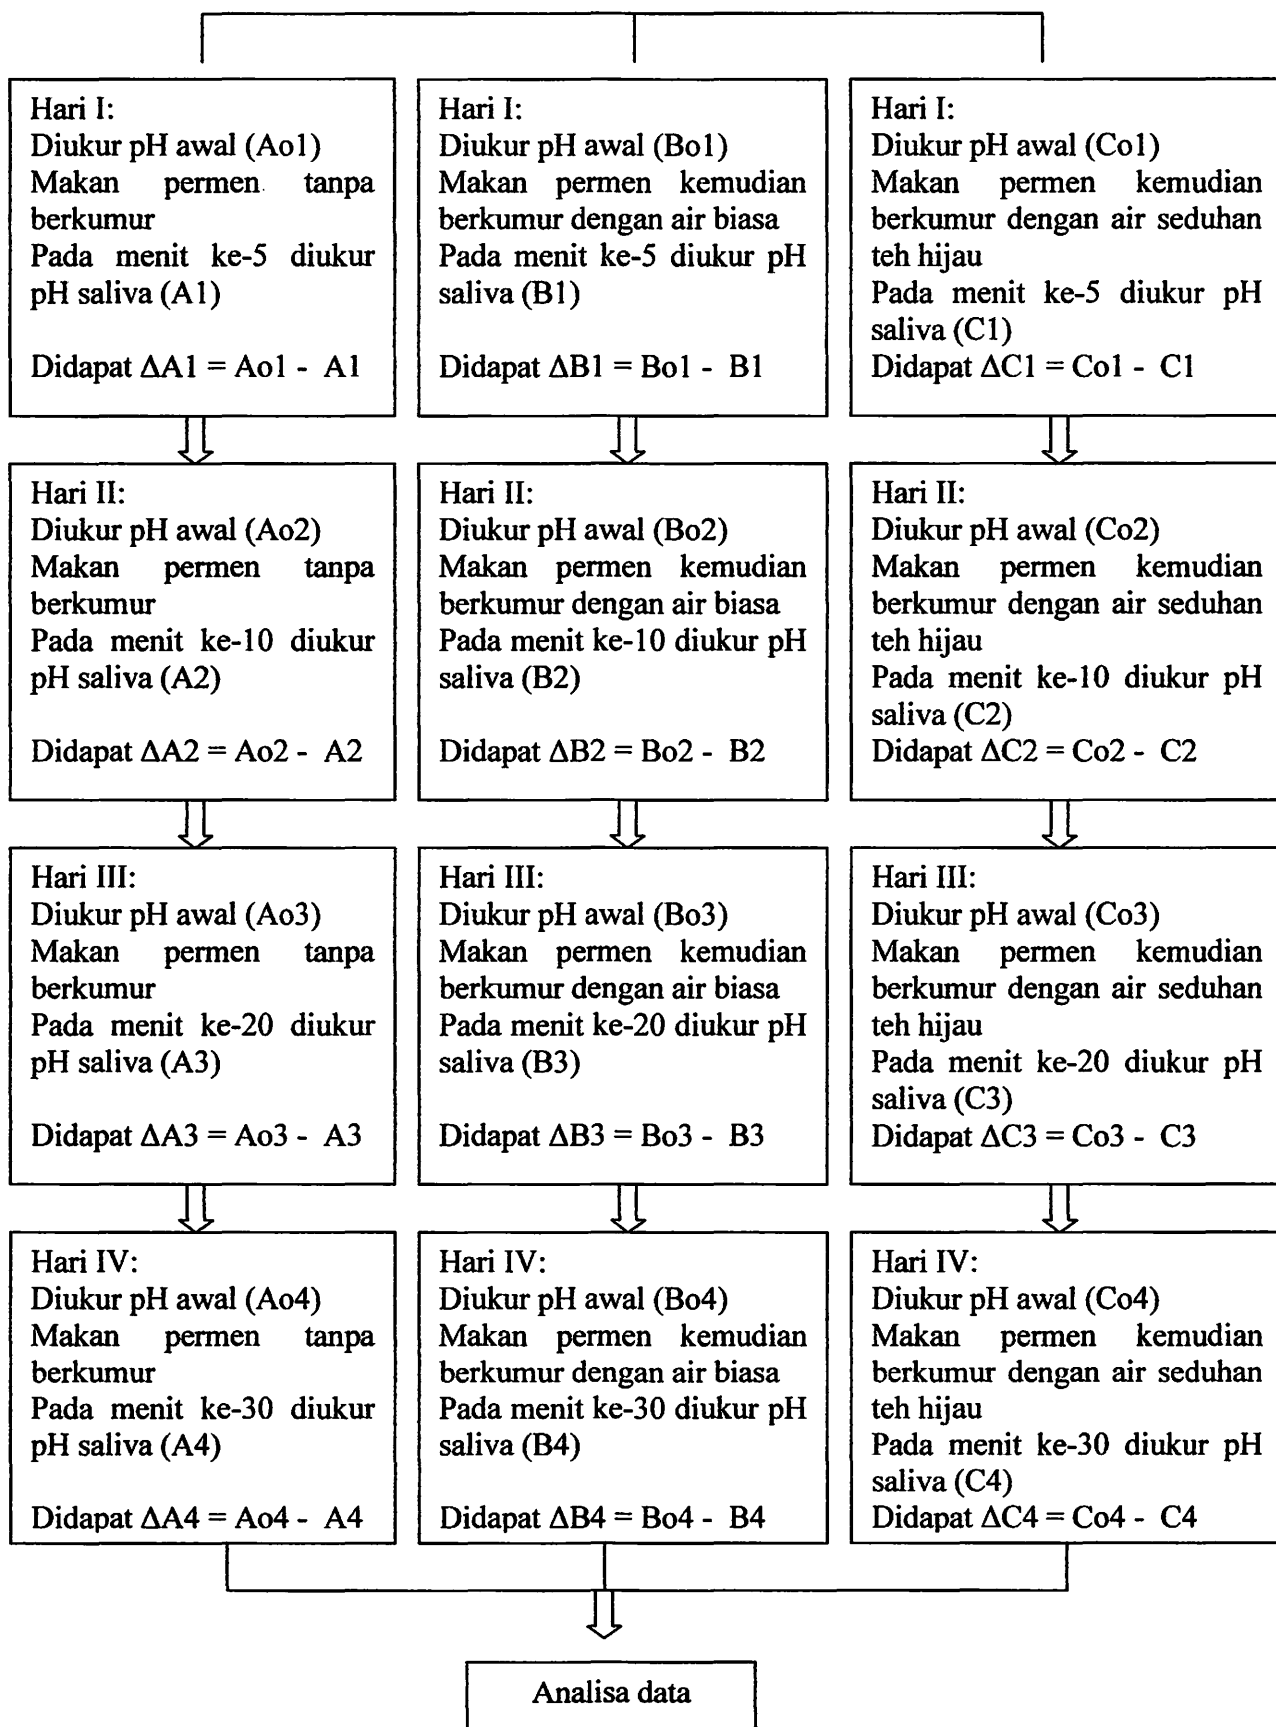 Hari I:
Diukur pH awal (Ao1)
Makan permen tanpa
berkumur
Pada menit ke-5 diukur
pH saliva (A1)
Didapat ΔA1 = Ao1 - A1
Hari I:
Diukur pH awal (Bo1)
Makan permen kemudian
berkumur dengan air biasa
Pada menit ke-5 diukur pH
saliva (B1)
Didapat ΔB1 = Bo1 - B1
Hari I:
Diukur pH awal (Co1)
Makan permen kemudian
berkumur dengan air seduhan
teh hijau
Pada menit ke-5 diukur pH
saliva (C1)
Didapat ΔC1 = Co1 - C1
Hari II:
Diukur pH awal (Ao2)
Makan permen tanpa
berkumur
Pada menit ke-10 diukur
pH saliva (A2)
Didapat ΔA2 = Ao2 - A2
Hari II:
Diukur pH awal (Bo2)
Makan permen kemudian
berkumur dengan air biasa
Pada menit ke-10 diukur pH
saliva (B2)
Didapat ΔB2 = Bo2 - B2
Hari II:
Diukur pH awal (Co2)
Makan permen kemudian
berkumur dengan air seduhan
teh hijau
Pada menit ke-10 diukur pH
saliva (C2)
Didapat ΔC2 = Co2 - C2
Hari III:
Diukur pH awal (Ao3)
Makan permen tanpa
berkumur
Pada menit ke-20 diukur
pH saliva (A3)
Didapat ΔA3 = Ao3 - A3
Hari III:
Diukur pH awal (Bo3)
Makan permen kemudian
berkumur dengan air biasa
Pada menit ke-20 diukur pH
saliva (B3)
Didapat ΔB3 = Bo3 - B3
Hari III:
Diukur pH awal (Co3)
Makan permen kemudian
berkumur dengan air seduhan
teh hijau
Pada menit ke-20 diukur pH
saliva (C3)
Didapat ΔC3 = Co3 - C3
Hari IV:
Diukur pH awal (Ao4)
Makan permen tanpa
berkumur
Pada menit ke-30 diukur
pH saliva (A4)
Didapat ΔA4 = Ao4 - A4
Hari IV:
Diukur pH awal (Bo4)
Makan permen kemudian
berkumur dengan air biasa
Pada menit ke-30 diukur pH
saliva (B4)
Didapat ΔB4 = Bo4 - B4
Hari IV:
Diukur pH awal (Co4)
Makan permen kemudian
berkumur dengan air seduhan
teh hijau
Pada menit ke-30 diukur pH
saliva (C4)
Didapat ΔC4 = Co4 - C4
Analisa data